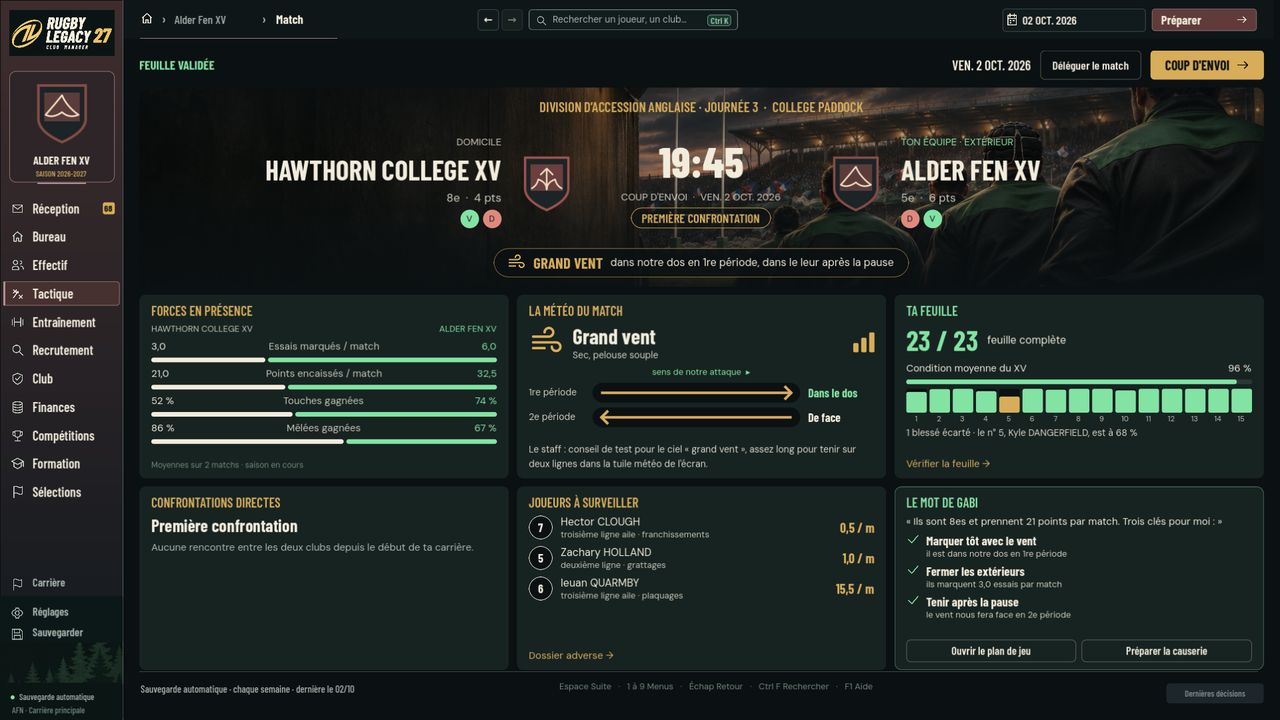 RUGBY
LEGACY 27
CLUB MANAGER
ALDER FEN XV
SAISON 2026-2027
Réception
Bureau
Effectif
Tactique
Entraînement
Recrutement
Club
Finances
Compétitions
Formation
Sélections
Carrière
Réglages
Sauvegarder
Sauvegarde automatique
AFN · Carrière principale
› Alder Fen XV › Match
← →
Rechercher un joueur, un club... Ctrl K
02 OCT. 2026
Préparer →
FEUILLE VALIDÉE
VEN. 2 OCT. 2026
Déléguer le match
COUP D'ENVOI →
DIVISION D'ACCESSION ANGLAISE · JOURNÉE 3 · COLLEGE PADDOCK
DOMICILE
HAWTHORN COLLEGE XV
8e · 4 pts
V D
19:45
COUP D'ENVOI · VEN. 2 OCT. 2026
PREMIÈRE CONFRONTATION
TON ÉQUIPE · EXTÉRIEUR
ALDER FEN XV
5e · 6 pts
D V
GRAND VENT dans notre dos en 1re période, dans le leur après la pause
FORCES EN PRÉSENCE
HAWTHORN COLLEGE XV ALDER FEN XV
3,0 Essais marqués / match 6,0
21,0 Points encaissés / match 32,5
52 % Touches gagnées 74 %
86 % Mêlées gagnées 67 %
Moyennes sur 2 matchs · saison en cours
LA MÉTÉO DU MATCH
Grand vent
Sec, pelouse souple
sens de notre attaque ►
1re période Dans le dos
2e période De face
Le staff : conseil de test pour le ciel « grand vent », assez long pour tenir sur
deux lignes dans la tuile météo de l'écran.
TA FEUILLE
23 / 23 feuille complète
Condition moyenne du XV 96 %
1 2 3 4 5 6 7 8 9 10 11 12 13 14 15
1 blessé écarté · le n° 5, Kyle DANGERFIELD, est à 68 %
Vérifier la feuille →
CONFRONTATIONS DIRECTES
Première confrontation
Aucune rencontre entre les deux clubs depuis le début de ta carrière.
JOUEURS À SURVEILLER
7 Hector CLOUGH 0,5 / m
troisième ligne aile · franchissements
5 Zachary HOLLAND 1,0 / m
deuxième ligne · grattages
6 Ieuan QUARMBY 15,5 / m
troisième ligne aile · plaquages
Dossier adverse →
LE MOT DE GABI
« Ils sont 8es et prennent 21 points par match. Trois clés pour moi : »
Marquer tôt avec le vent
il est dans notre dos en 1re période
Fermer les extérieurs
ils marquent 3,0 essais par match
Tenir après la pause
le vent nous fera face en 2e période
Ouvrir le plan de jeu
Préparer la causerie
Sauvegarde automatique · chaque semaine · dernière le 02/10
Espace Suite · 1 à 9 Menus · Échap Retour · Ctrl F Rechercher · F1 Aide
Dernières décisions